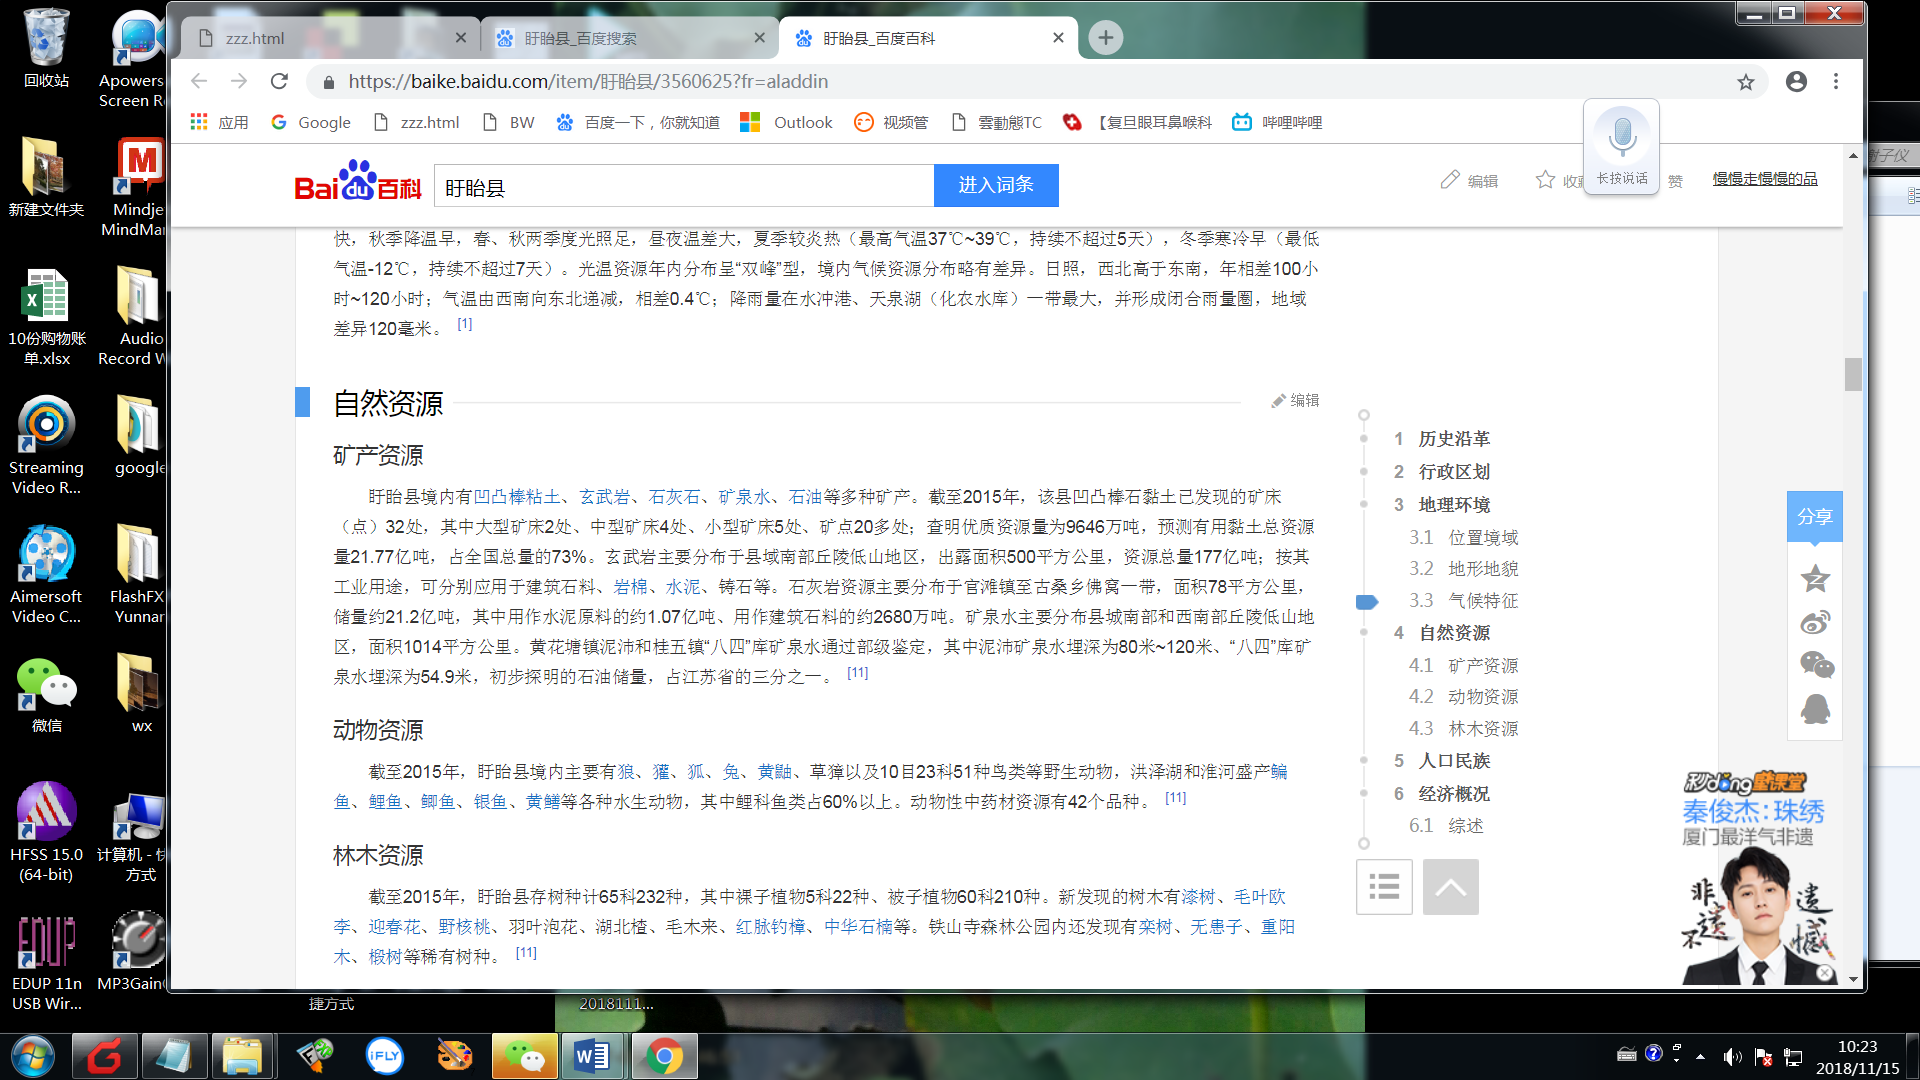 zzz.html
盱眙县_百度搜索
盱眙县_百度百科
https://baike.baidu.com/item/盱眙县/3560625?fr=aladdin
应用
Google
zzz.html
BW
百度一下，你就知道
Outlook
视频管
雲動態TC
【复旦眼耳鼻喉科
哔哩哔哩
长按说话
Baidu百科
盱眙县
进入词条
编辑
赞
慢慢走慢慢的品
快，秋季降温早，春、秋两季度光照足，昼夜温差大，夏季较炎热（最高气温37℃~39℃，持续不超过5天），冬季寒冷早（最低
气温-12℃，持续不超过7天）。光温资源年内分布呈“双峰”型，境内气候资源分布略有差异。日照，西北高于东南，年相差100小
时~120小时；气温由西南向东北递减，相差0.4℃；降雨量在水冲港、天泉湖（化农水库）一带最大，并形成闭合雨量圈，地域
差异120毫米。 [1]
自然资源
编辑
矿产资源
盱眙县境内有凹凸棒粘土、玄武岩、石灰石、矿泉水、石油等多种矿产。截至2015年，该县凹凸棒石黏土已发现的矿床
（点）32处，其中大型矿床2处、中型矿床4处、小型矿床5处、矿点20多处；查明优质资源量为9646万吨，预测有用黏土总资源
量21.77亿吨，占全国总量的73%。玄武岩主要分布于县域南部丘陵低山地区，出露面积500平方公里，资源总量177亿吨；按其
工业用途，可分别应用于建筑石料、岩棉、水泥、铸石等。石灰岩资源主要分布于官滩镇至古桑乡佛窝一带，面积78平方公里，
储量约21.2亿吨，其中用作水泥原料的约1.07亿吨、用作建筑石料的约2680万吨。矿泉水主要分布县城南部和西南部丘陵低山地
区，面积1014平方公里。黄花塘镇泥沛和桂五镇“八四”库矿泉水通过部级鉴定，其中泥沛矿泉水埋深为80米~120米、“八四”库矿
泉水埋深为54.9米，初步探明的石油储量，占江苏省的三分之一。 [11]
动物资源
截至2015年，盱眙县境内主要有狼、獾、狐、兔、黄鼬、草獐以及10目23科51种鸟类等野生动物，洪泽湖和淮河盛产鳊
鱼、鲤鱼、鲫鱼、银鱼、黄鳝等各种水生动物，其中鲤科鱼类占60%以上。动物性中药材资源有42个品种。 [11]
林木资源
截至2015年，盱眙县存树种计65科232种，其中裸子植物5科22种、被子植物60科210种。新发现的树木有漆树、毛叶欧
李、迎春花、野核桃、羽叶泡花、湖北楂、毛木来、红脉钓樟、中华石楠等。铁山寺森林公园内还发现有栾树、无患子、重阳
木、椴树等稀有树种。 [11]
1 历史沿革
2 行政区划
3 地理环境
3.1 位置境域
3.2 地形地貌
3.3 气候特征
4 自然资源
4.1 矿产资源
4.2 动物资源
4.3 林木资源
5 人口民族
6 经济概况
6.1 综述
分享
秒dong星课堂
秦俊杰：珠绣
厦门最洋气非遗
非遗不
遗憾
回收站
Apowers
Screen R
新建文件夹
Mindje
MindMa
10份购物账
单.xlsx
Audio
Record W
Streaming
Video R...
google
Aimersoft
Video C...
FlashFX
Yunnar
微信
wx
HFSS 15.0
(64-bit)
计算机 - 快
方式
EDUP 11n
USB Wir...
MP3Gain
捷方式
2018111...
iFLY
10:23
2018/11/15